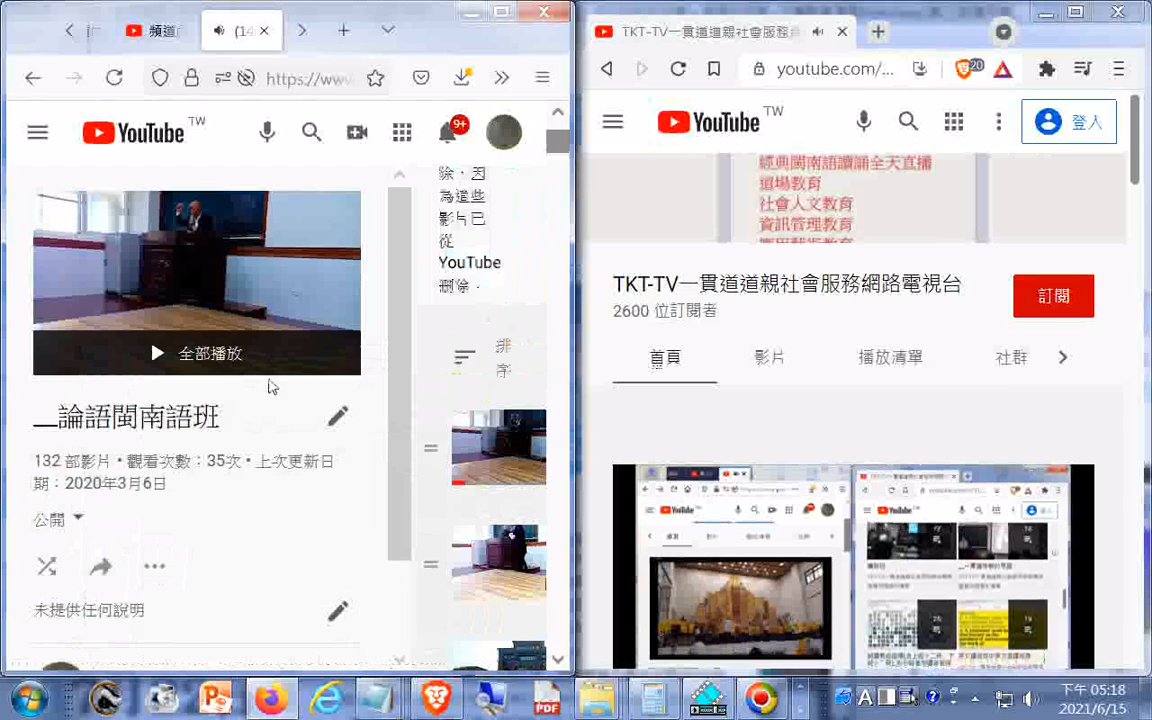 頻道
(14
https://www.
YouTube
TW
9+
全部播放
__論語閩南語班
132 部影片 • 觀看次數：35次 • 上次更新日
期：2020年3月6日
公開
未提供任何說明
除，因
為這些
影片已
從
YouTube
刪除．
排
序
TKT-TV一貫道道親社會服務
youtube.com/...
20
YouTube
TW
登入
經典閩南語讀誦全天直播
道場教育
社會人文教育
資訊管理教育
TKT-TV一貫道道親社會服務網路電視台
2600 位訂閱者
訂閱
首頁
影片
播放清單
社群
YouTube
YouTube
PDF
A
下午 05:18
2021/6/15